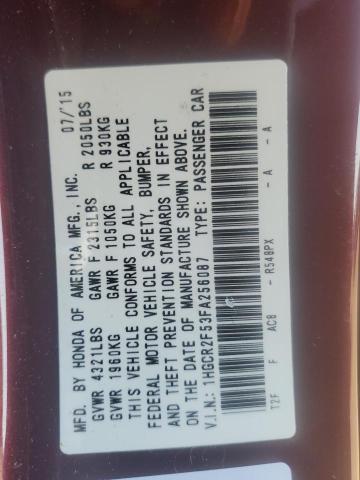 MFD. BY HONDA OF AMERICA MFG., INC. 07/15
GVWR 4321LBS GAWR F 2315LBS R 2050LBS
GVWR 1960KG GAWR F 1050KG R 930KG
THIS VEHICLE CONFORMS TO ALL APPLICABLE
FEDERAL MOTOR VEHICLE SAFETY, BUMPER,
AND THEFT PREVENTION STANDARDS IN EFFECT
ON THE DATE OF MANUFACTURE SHOWN ABOVE.
V.I.N.: 1HGCR2F53FA256087 TYPE: PASSENGER CAR
T2F F AC8 - R548PX - A - A